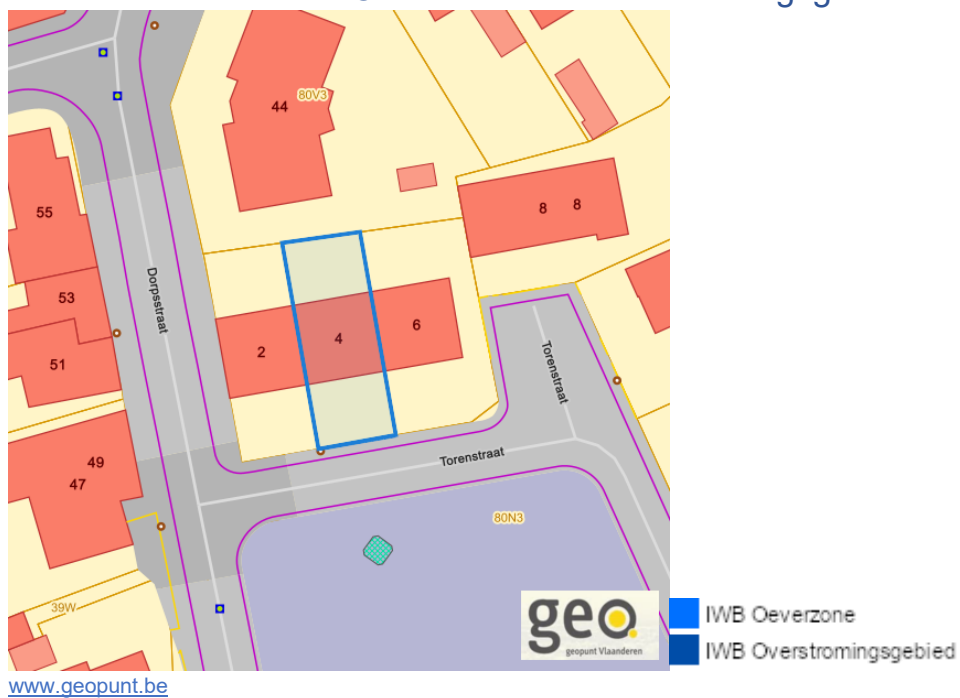 44
80V3
55
8 8
53
Dorpsstraat
6
4
2
51
Torenstraat
49
47
Torenstraat
80N3
39W
geo
geopunt Vlaanderen
IWB Oeverzone
IWB Overstromingsgebied
www.geopunt.be